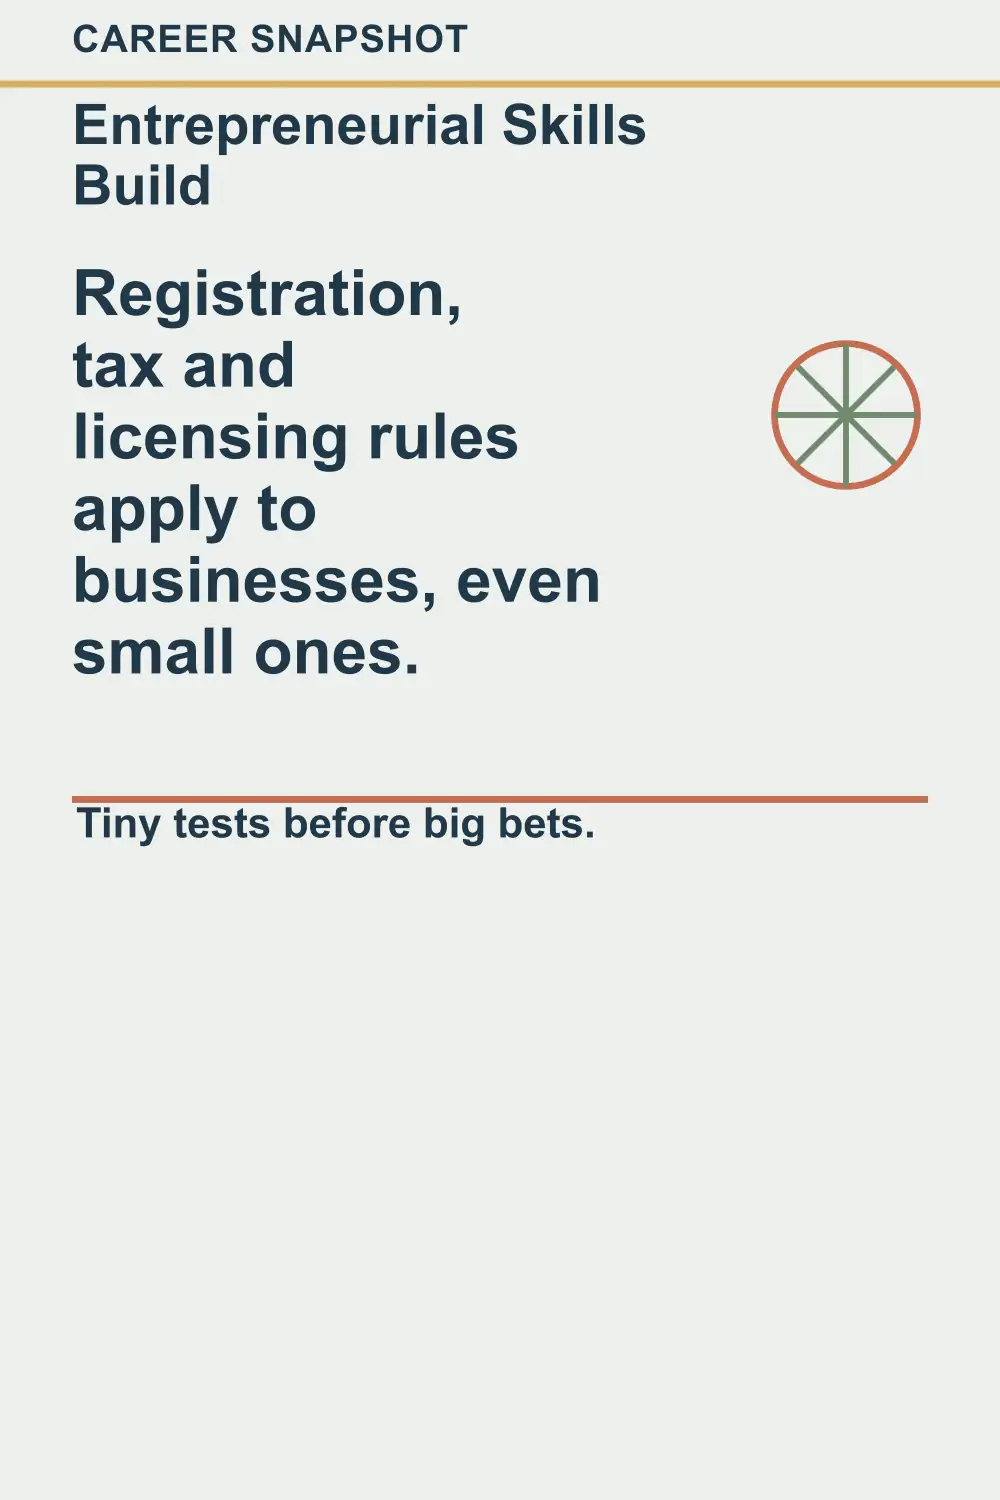 CAREER SNAPSHOT
Entrepreneurial Skills
Build
Registration,
tax and
licensing rules
apply to
businesses, even
small ones.
Tiny tests before big bets.